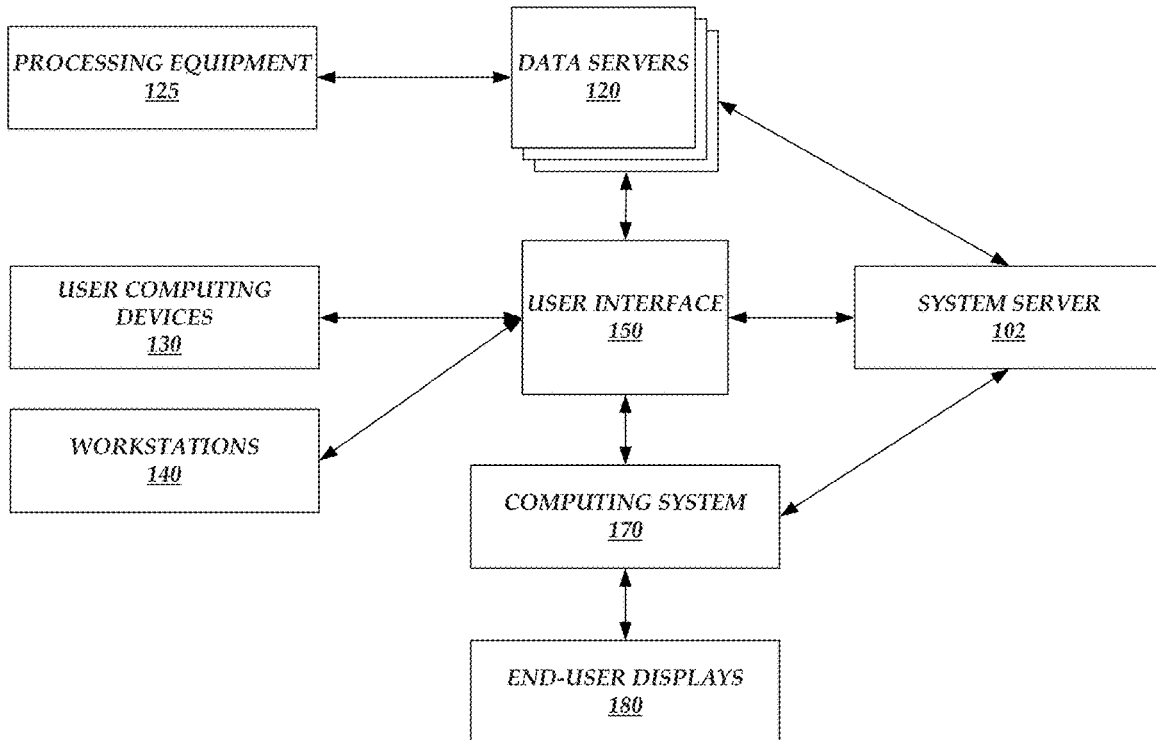 PROCESSING EQUIPMENT
125
DATA SERVERS
120
USER COMPUTING
DEVICES
130
USER INTERFACE
150
SYSTEM SERVER
102
WORKSTATIONS
140
COMPUTING SYSTEM
170
END-USER DISPLAYS
180